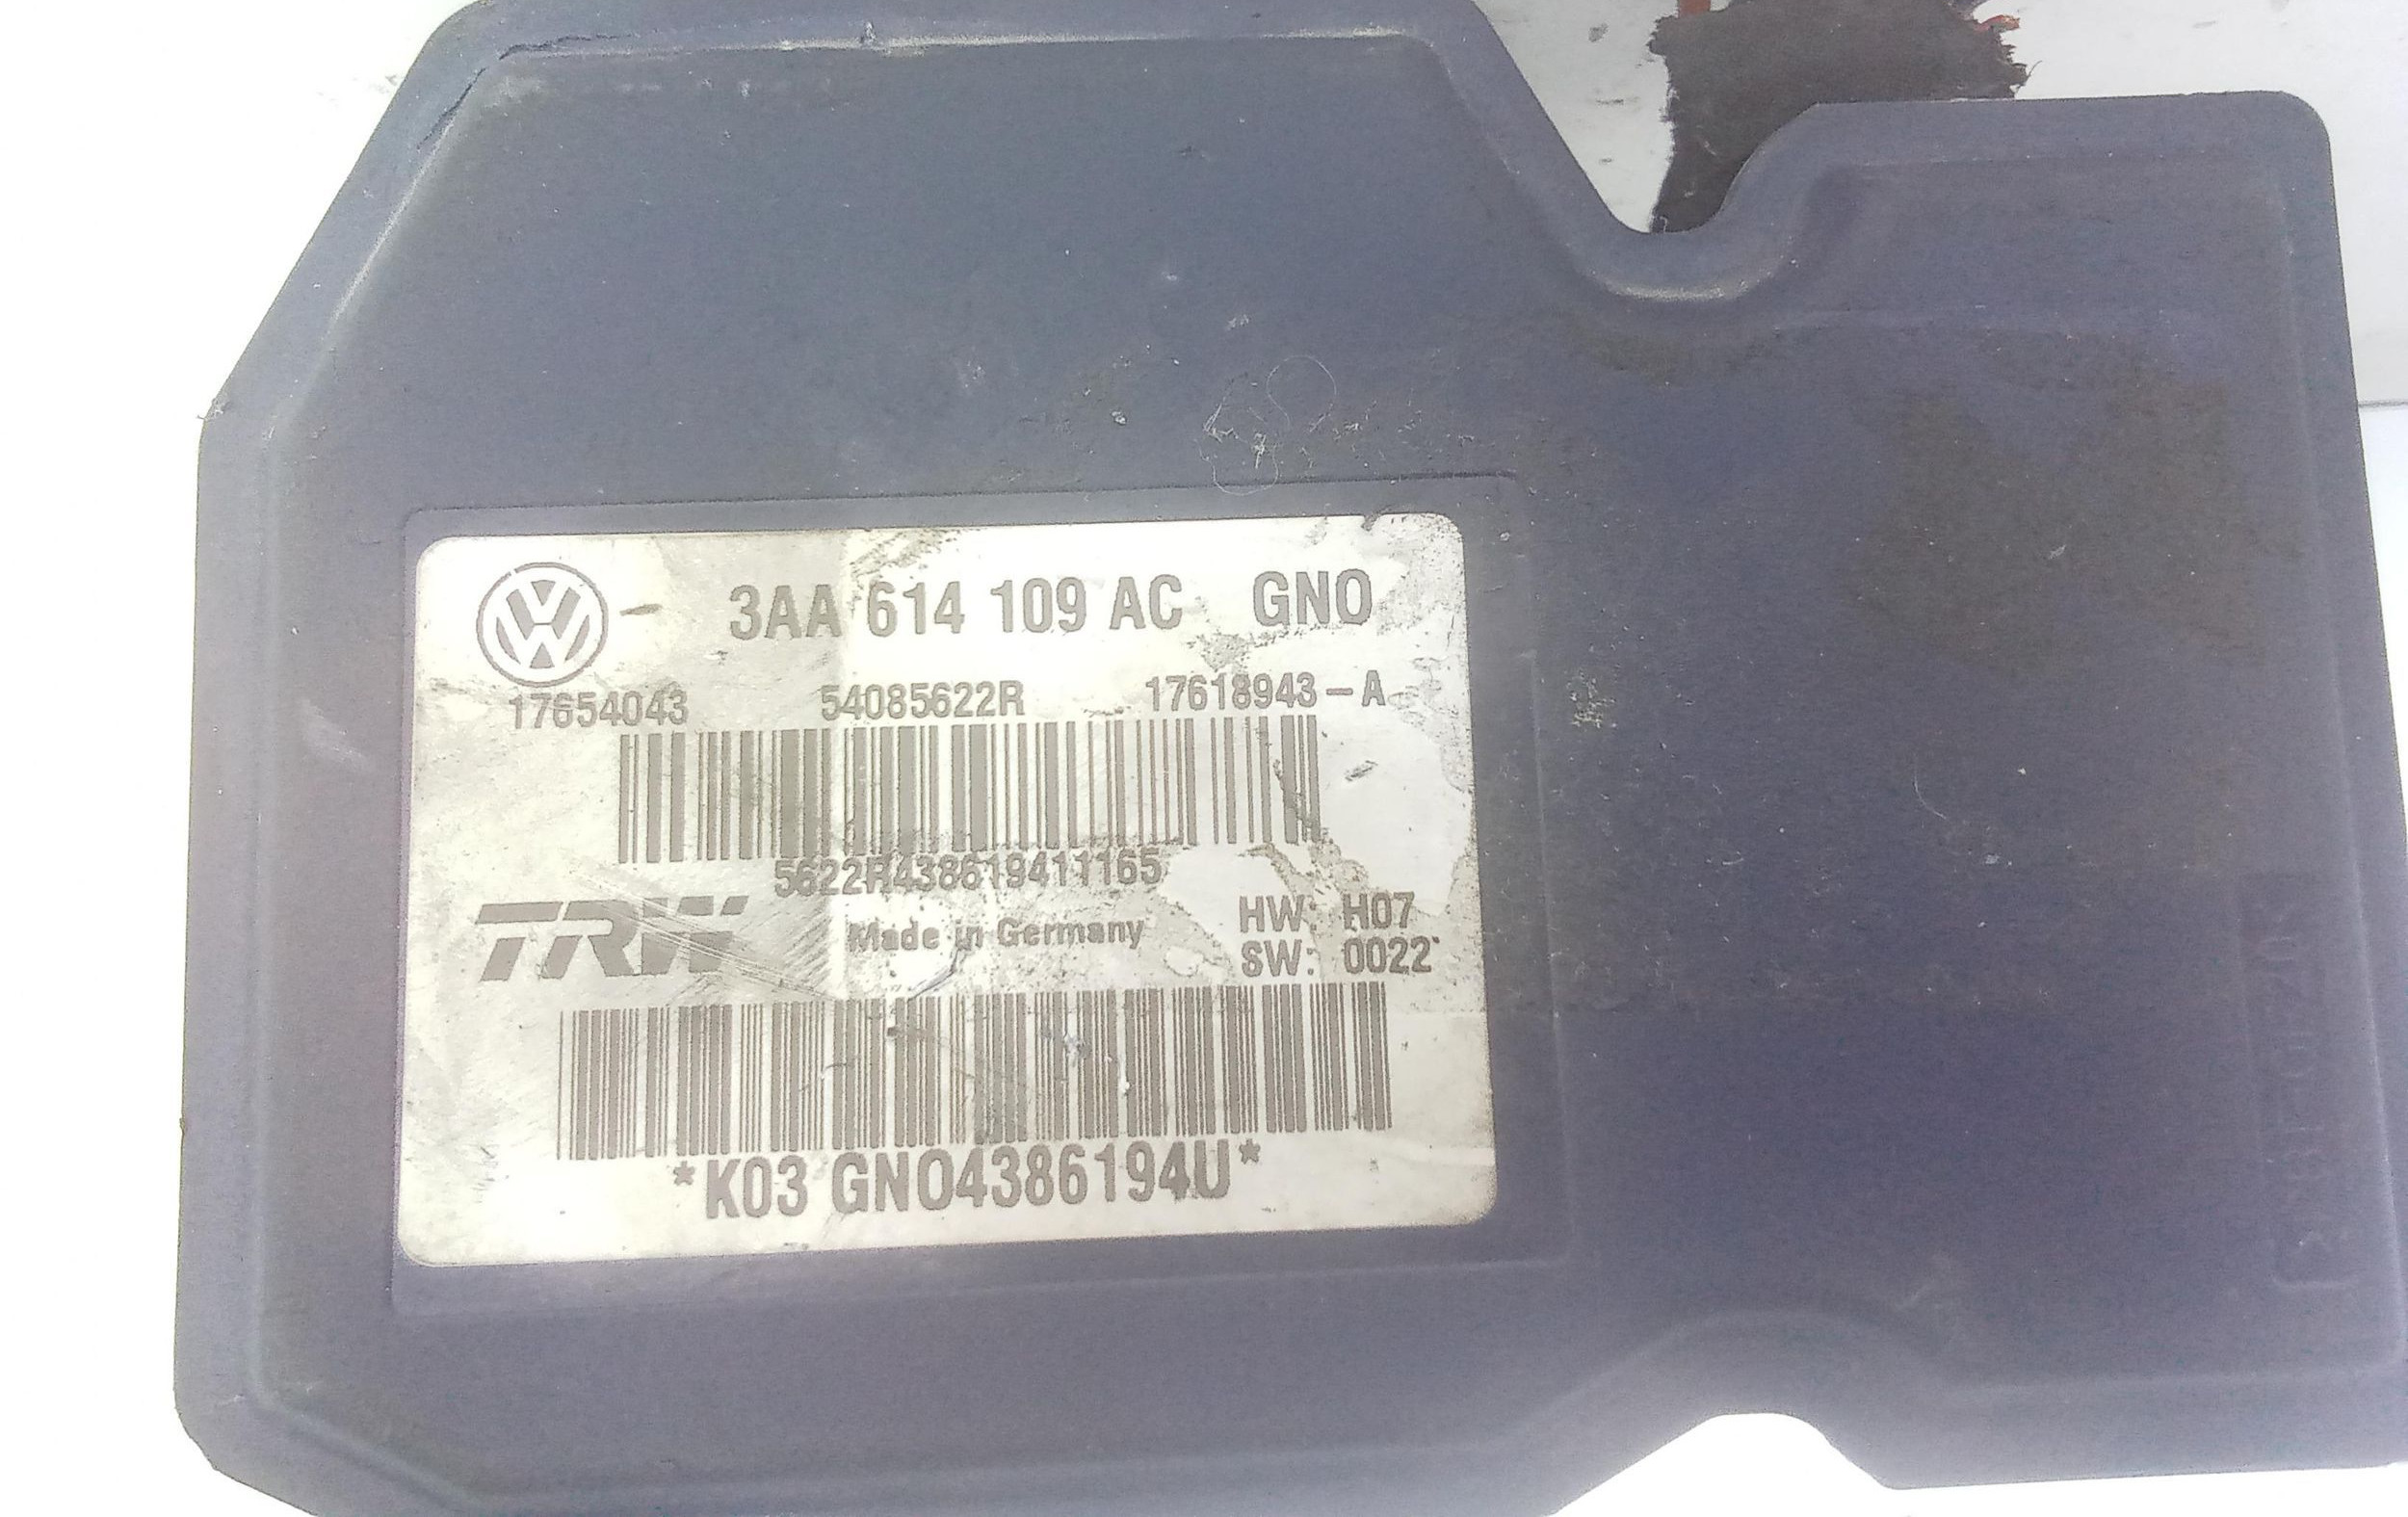 3AA 614 109 AC GNO
17654043 54085622R 17618943-A
5622R438619411165
TRW Made in Germany HW: H07
SW: 0022
*K03 GNO4386194U*